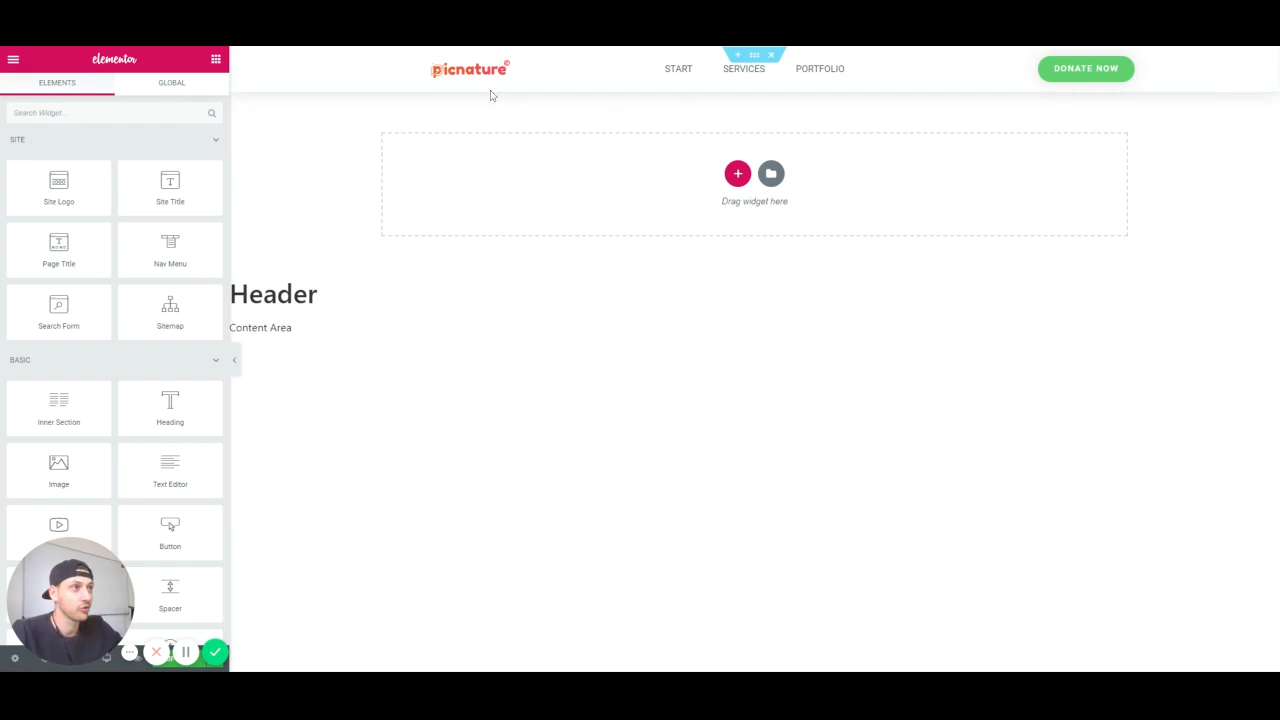 elementor
ELEMENTS
GLOBAL
Search Widget...
SITE
Site Logo
Site Title
Page Title
Nav Menu
Search Form
Sitemap
BASIC
Inner Section
Heading
Image
Text Editor
Button
Spacer
picnature
START
SERVICES
PORTFOLIO
DONATE NOW
Drag widget here
Header
Content Area